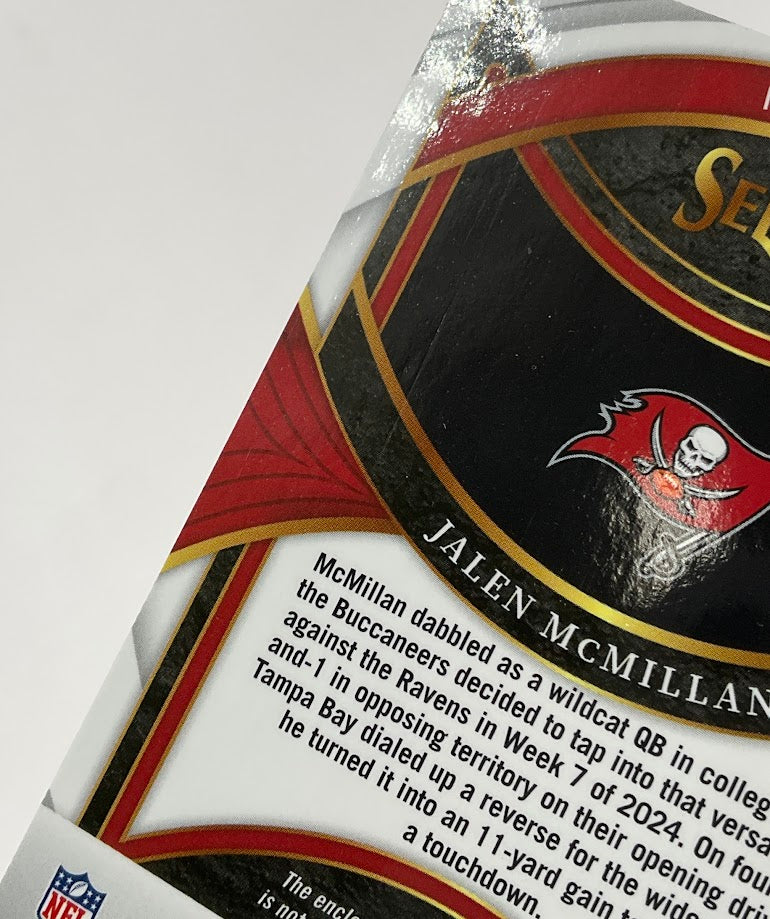 SEL
JALEN MCMILLAN
McMillan dabbled as a wildcat QB in colleg
the Buccaneers decided to tap into that versa
against the Ravens in Week 7 of 2024. On four
and-1 in opposing territory on their opening dri
Tampa Bay dialed up a reverse for the wide
he turned it into an 11-yard gain
a touchdown.
The enclo
is not
NFL